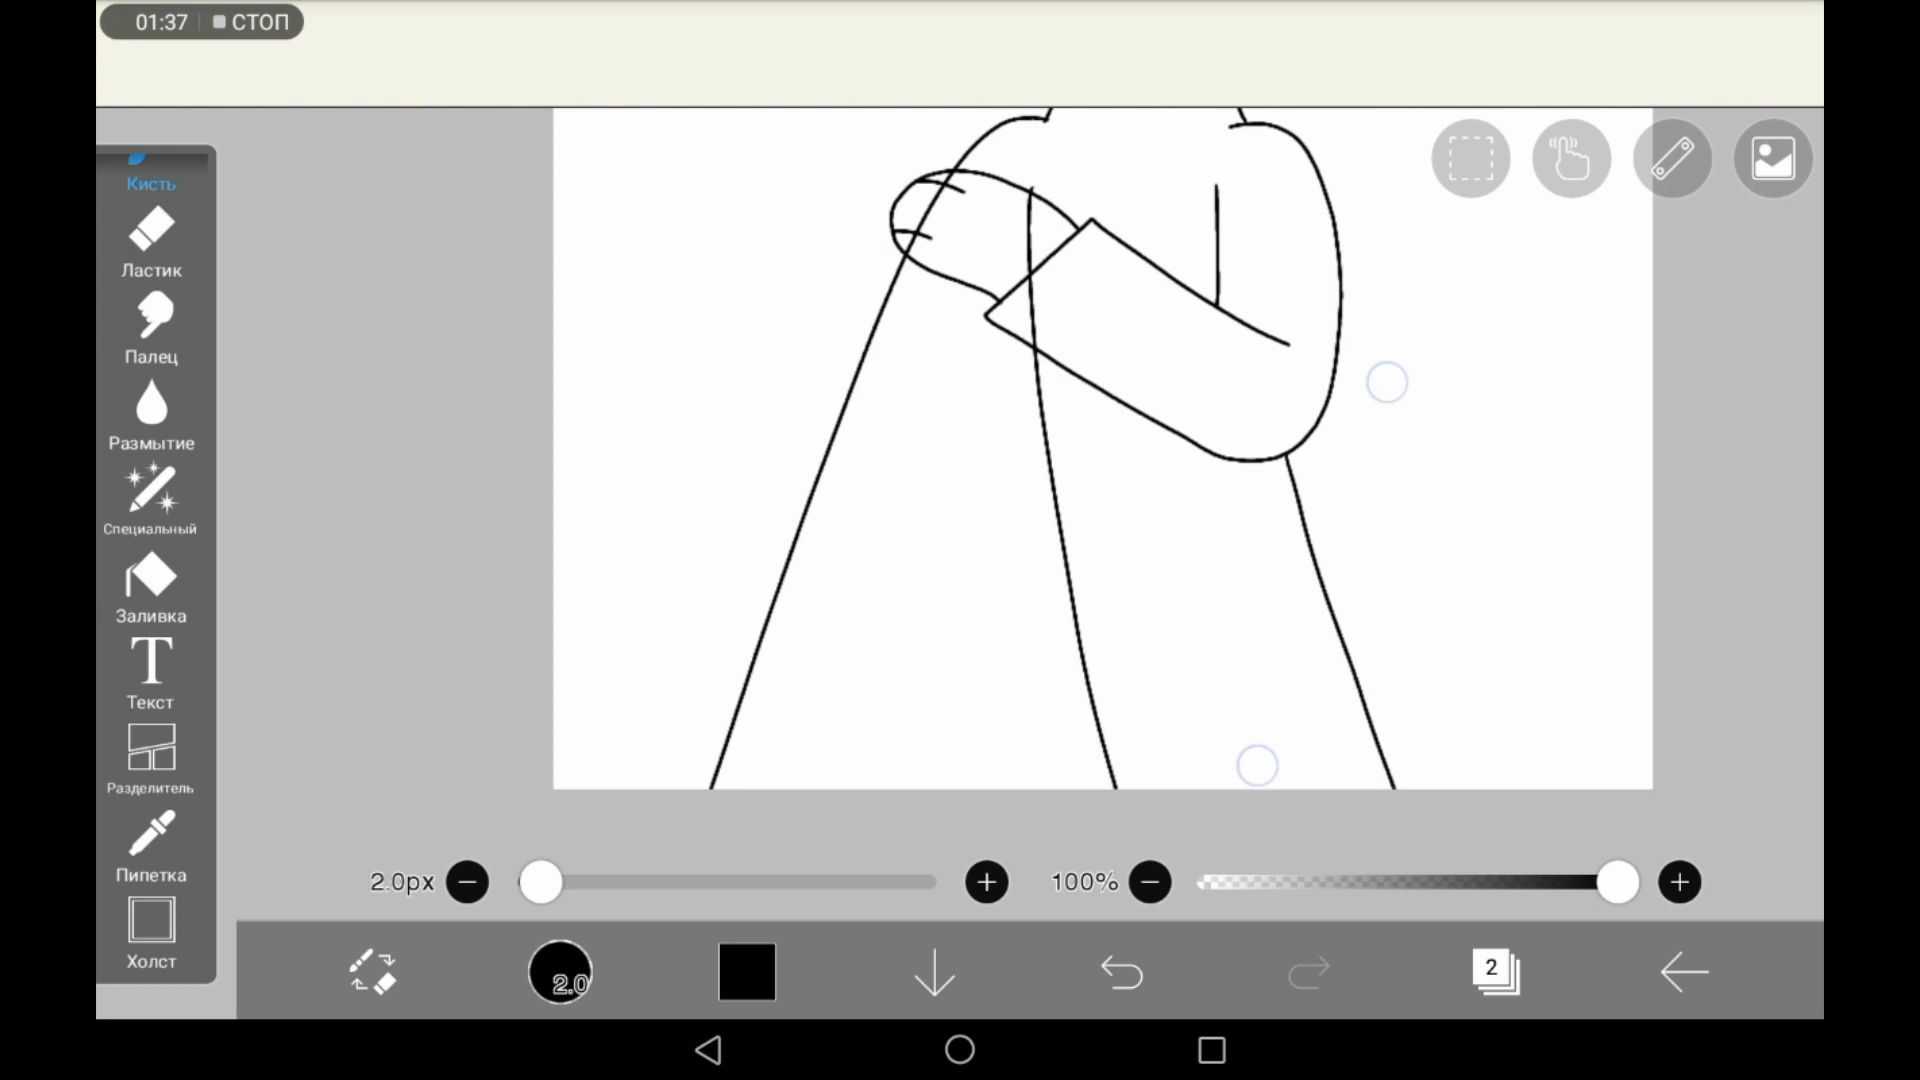 01:37 СТОП
Кисть
Ластик
Палец
Размытие
Специальный
Заливка
T
Текст
Разделитель
Пипетка
Холст
2.0px
100%
2.0
2